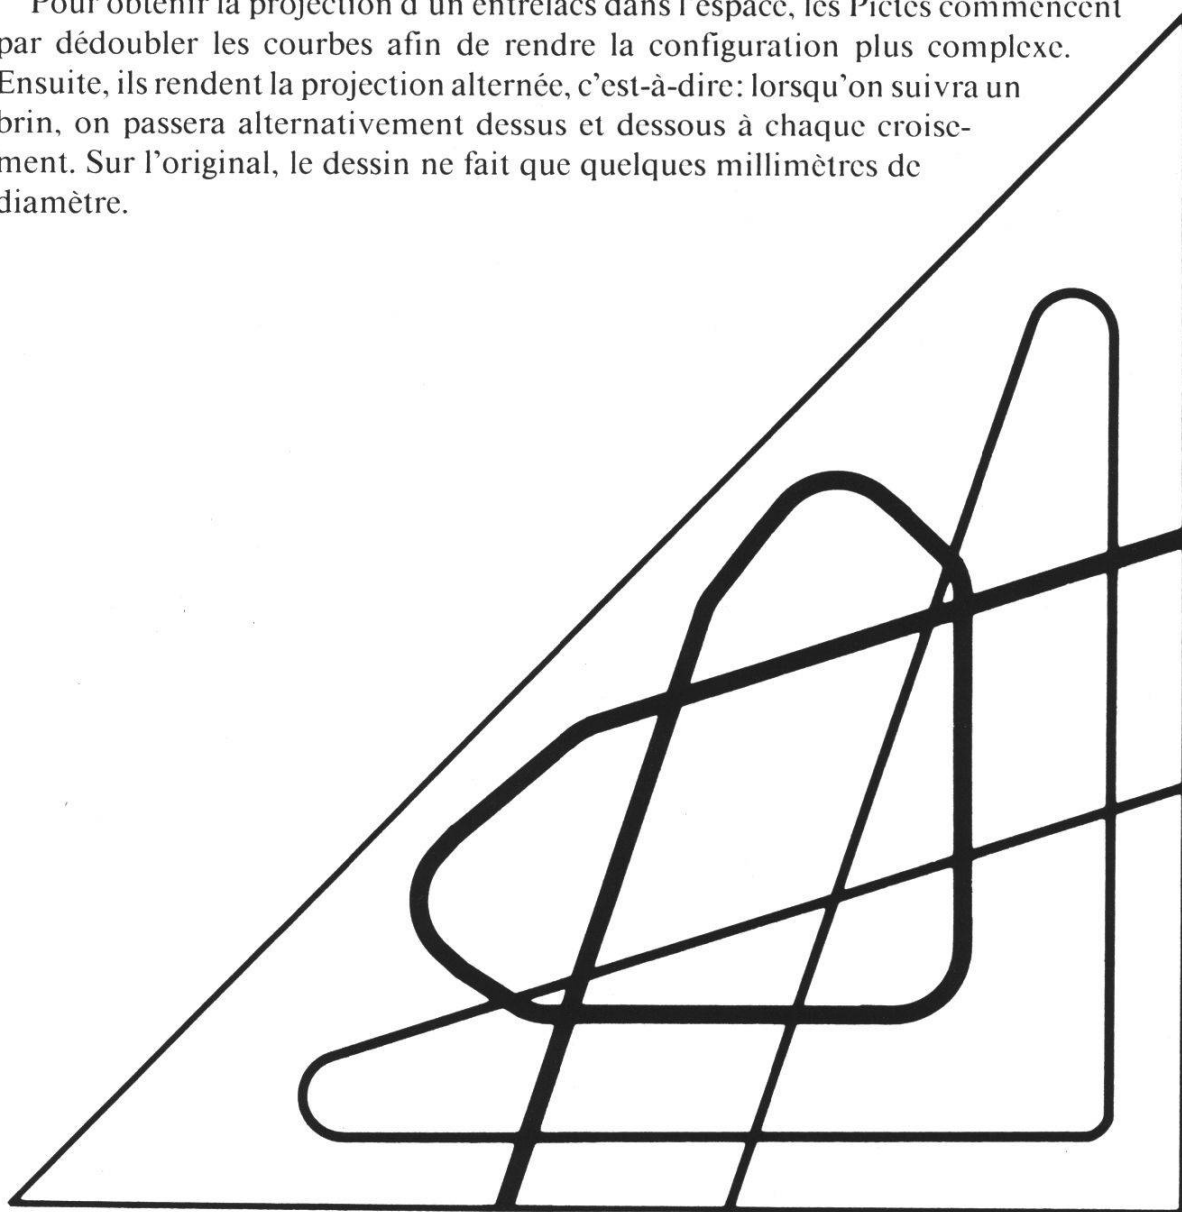 Pour obtenir la projection d'un entrelacs dans l'espace, les Pictes commencent
par dédoubler les courbes afin de rendre la configuration plus complexe.
Ensuite, ils rendent la projection alternée, c'est-à-dire: lorsqu'on suivra un
brin, on passera alternativement dessus et dessous à chaque croise-
ment. Sur l'original, le dessin ne fait que quelques millimètres de
diamètre.